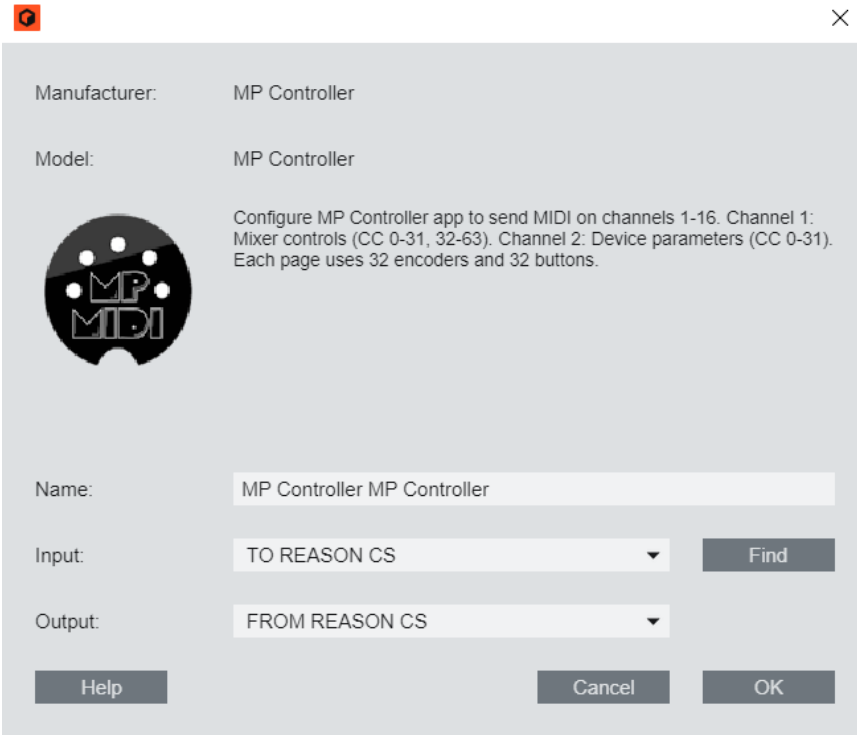 Manufacturer: MP Controller
Model: MP Controller
Configure MP Controller app to send MIDI on channels 1-16. Channel 1:
Mixer controls (CC 0-31, 32-63). Channel 2: Device parameters (CC 0-31).
Each page uses 32 encoders and 32 buttons.
MP
MIDI
Name: MP Controller MP Controller
Input: TO REASON CS Find
Output: FROM REASON CS
Help Cancel OK